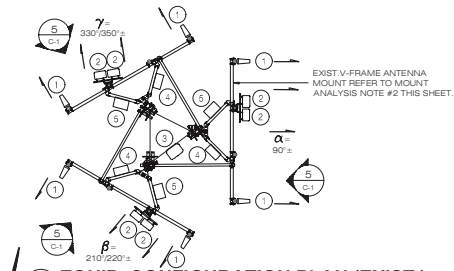 5
C-1
γ=
330°/350°±
1
2
2
1
1
EXIST. V-FRAME ANTENNA
MOUNT REFER TO MOUNT
ANALYSIS NOTE #2 THIS SHEET.
4
5
2
2
3
α=
90°±
4
4
5
5
C-1
1
1
5
C-1
β=
210°/220°±
2
2
1